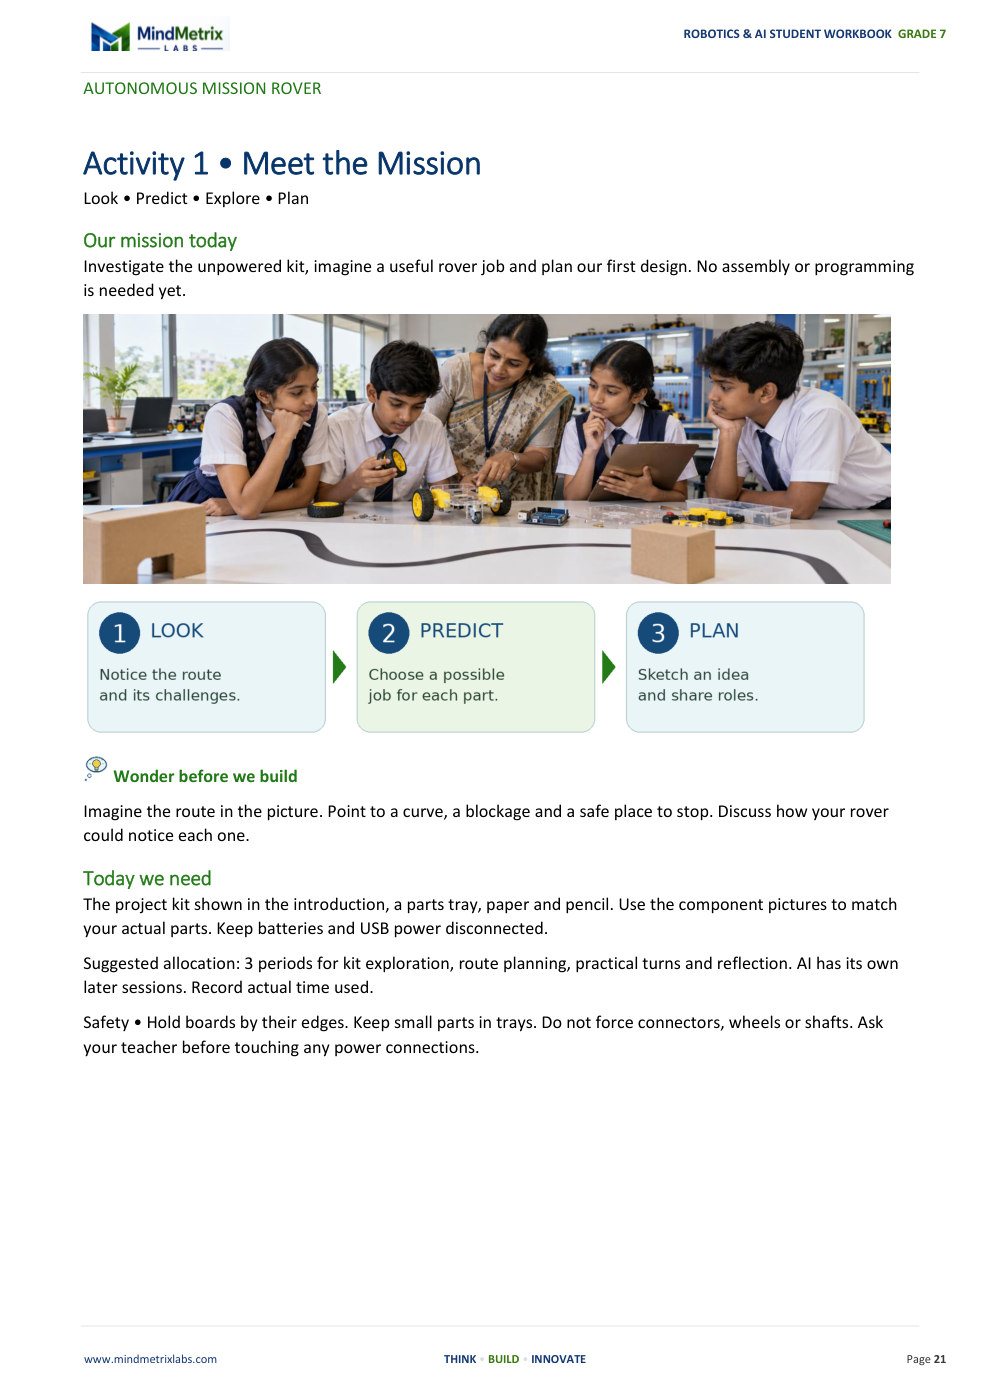 MindMetrix
LABS
ROBOTICS & AI STUDENT WORKBOOK GRADE 7
AUTONOMOUS MISSION ROVER
Activity 1 • Meet the Mission
Look • Predict • Explore • Plan
Our mission today
Investigate the unpowered kit, imagine a useful rover job and plan our first design. No assembly or programming
is needed yet.
1 LOOK
Notice the route
and its challenges.
2 PREDICT
Choose a possible
job for each part.
3 PLAN
Sketch an idea
and share roles.
Wonder before we build
Imagine the route in the picture. Point to a curve, a blockage and a safe place to stop. Discuss how your rover
could notice each one.
Today we need
The project kit shown in the introduction, a parts tray, paper and pencil. Use the component pictures to match
your actual parts. Keep batteries and USB power disconnected.
Suggested allocation: 3 periods for kit exploration, route planning, practical turns and reflection. AI has its own
later sessions. Record actual time used.
Safety • Hold boards by their edges. Keep small parts in trays. Do not force connectors, wheels or shafts. Ask
your teacher before touching any power connections.
www.mindmetrixlabs.com
THINK • BUILD • INNOVATE
Page 21